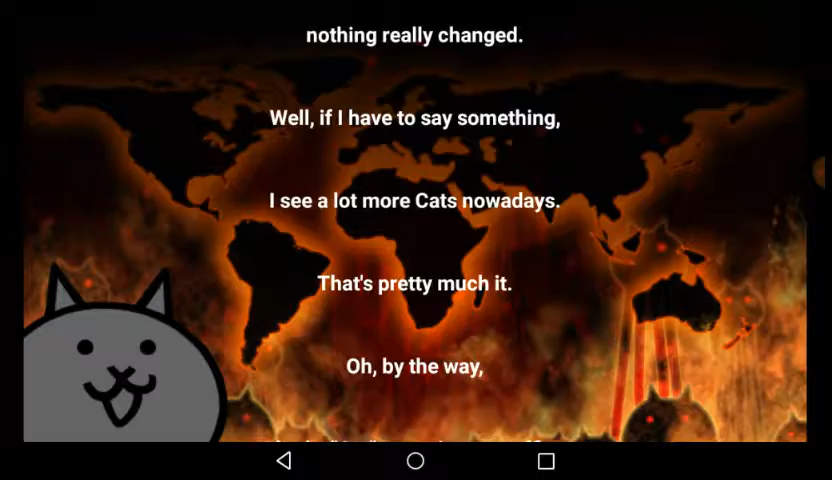 nothing really changed.
Well, if I have to say something,
I see a lot more Cats nowadays.
That's pretty much it.
Oh, by the way,